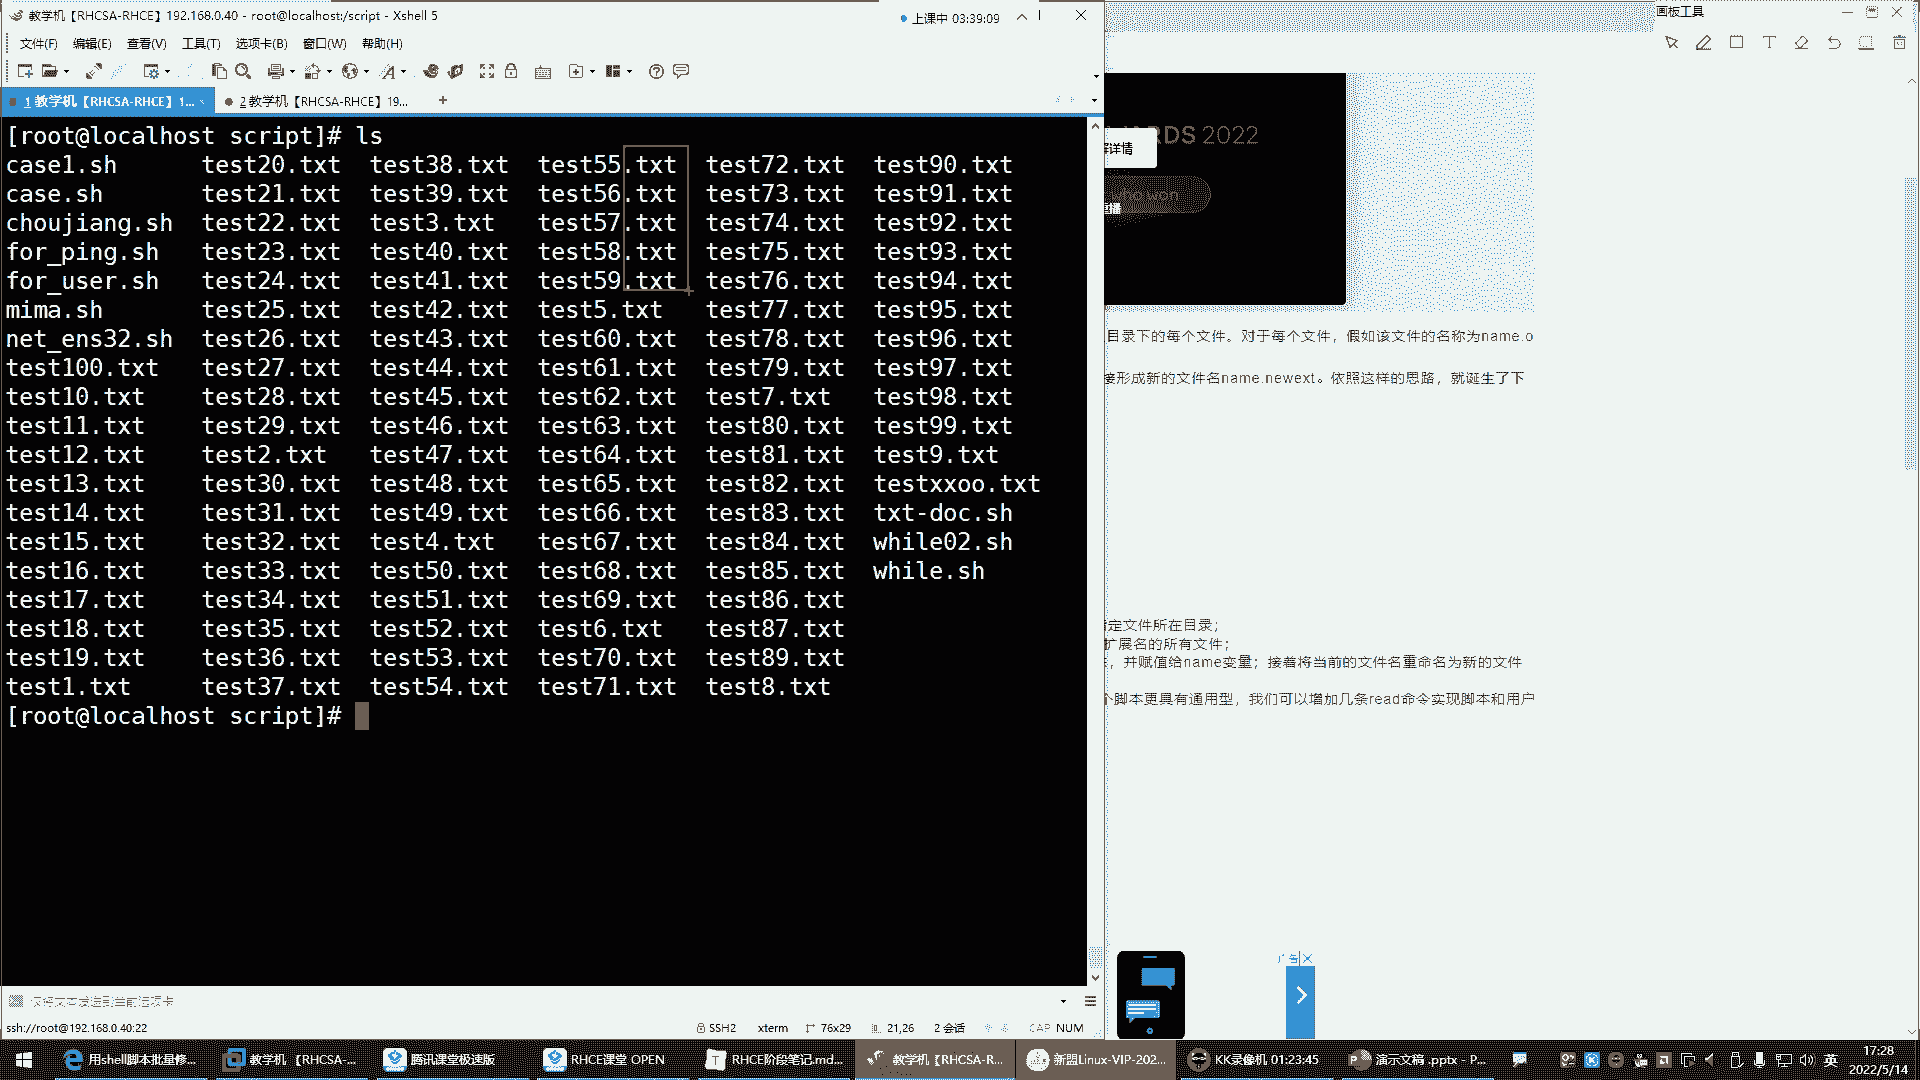 教学机【RHCSA-RHCE】192.168.0.40 - root@localhost:/script - Xshell 5
上课中 03:39:09
文件(F) 编辑(E) 查看(V) 工具(T) 选项卡(B) 窗口(W) 帮助(H)
1 教学机【RHCSA-RHCE】1...
2 教学机【RHCSA-RHCE】19...
[root@localhost script]# ls
case1.sh test20.txt test38.txt test55.txt test72.txt test90.txt
case.sh test21.txt test39.txt test56.txt test73.txt test91.txt
choujiang.sh test22.txt test3.txt test57.txt test74.txt test92.txt
for_ping.sh test23.txt test40.txt test58.txt test75.txt test93.txt
for_user.sh test24.txt test41.txt test59.txt test76.txt test94.txt
mima.sh test25.txt test42.txt test5.txt test77.txt test95.txt
net_ens32.sh test26.txt test43.txt test60.txt test78.txt test96.txt
test100.txt test27.txt test44.txt test61.txt test79.txt test97.txt
test10.txt test28.txt test45.txt test62.txt test7.txt test98.txt
test11.txt test29.txt test46.txt test63.txt test80.txt test99.txt
test12.txt test2.txt test47.txt test64.txt test81.txt test9.txt
test13.txt test30.txt test48.txt test65.txt test82.txt testxxoo.txt
test14.txt test31.txt test49.txt test66.txt test83.txt txt-doc.sh
test15.txt test32.txt test4.txt test67.txt test84.txt while02.sh
test16.txt test33.txt test50.txt test68.txt test85.txt while.sh
test17.txt test34.txt test51.txt test69.txt test86.txt
test18.txt test35.txt test52.txt test6.txt test87.txt
test19.txt test36.txt test53.txt test70.txt test89.txt
test1.txt test37.txt test54.txt test71.txt test8.txt
[root@localhost script]#
仅将文本发送到当前选项卡
ssh://root@192.168.0.40:22
SSH2
xterm
76x29
21,26
2 会话
CAP NUM
画板工具
RDS 2022
详情
who won
重播
目录下的每个文件。对于每个文件，假如该文件的名称为name.o
接形成新的文件名name.newext。依照这样的思路，就诞生了下
定文件所在目录；
扩展名的所有文件；
，并赋值给name变量；接着将当前的文件名重命名为新的文件
个脚本更具有通用型，我们可以增加几条read命令实现脚本和用户
广告
用shell脚本批量修...
教学机 【RHCSA-...
腾讯课堂极速版
RHCE课堂 OPEN
RHCE阶段笔记.md...
教学机【RHCSA-R...
新盟Linux-VIP-202...
KK录像机 01:23:45
演示文稿 .pptx - P...
英
17:28
2022/5/14